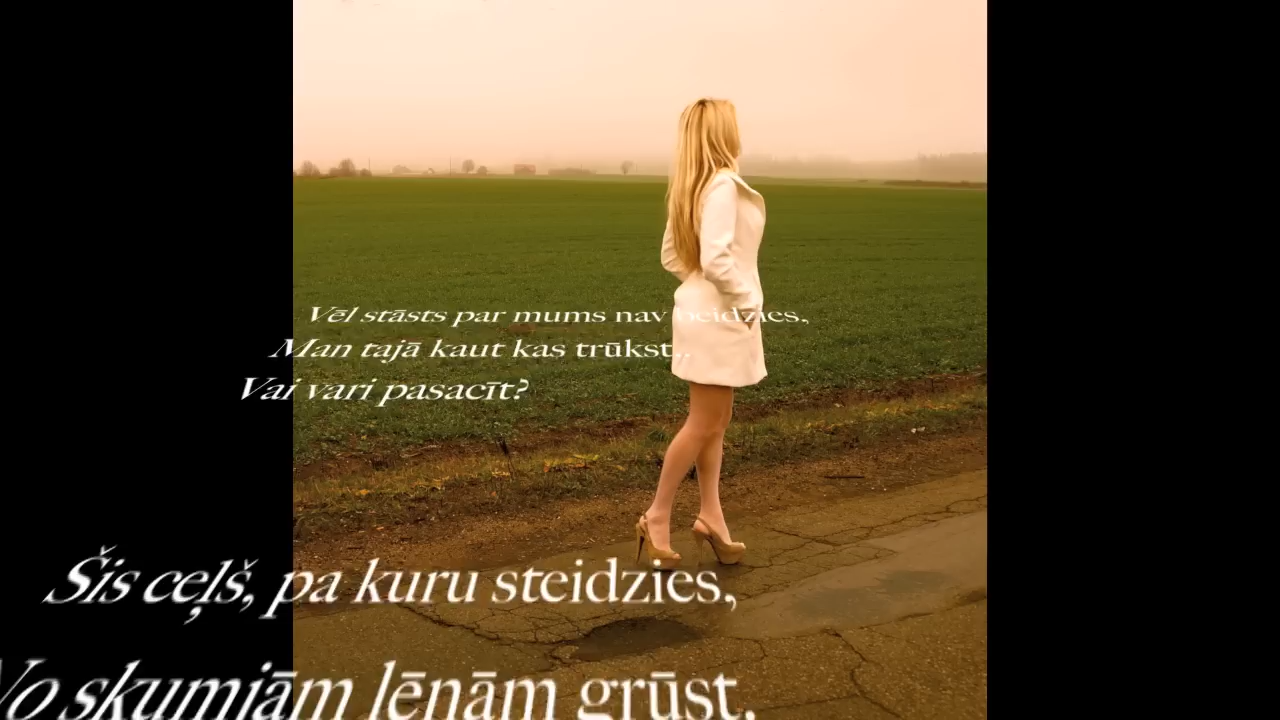 Vēl stāsts par mums nav beidzies,
Man tajā kaut kas trūkst...
Vai vari pasacīt?
Šis ceļš, pa kuru steidzies,
No skumjām lēnām grūst.